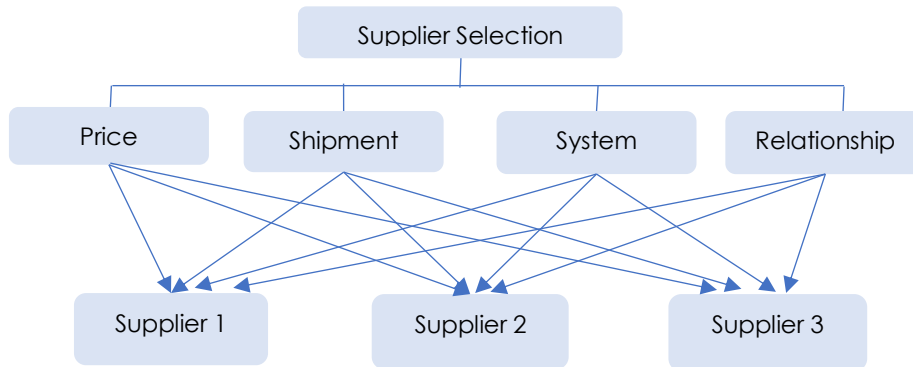 Supplier Selection
Price
Shipment
System
Relationship
Supplier 1
Supplier 2
Supplier 3